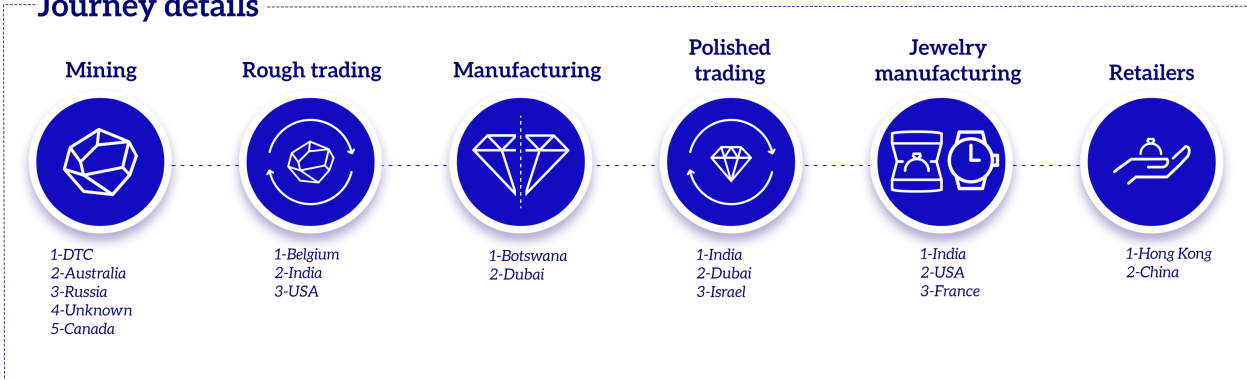 Journey details
Mining
Rough trading
Manufacturing
Polished
trading
Jewelry
manufacturing
Retailers
1-DTC
2-Australia
3-Russia
4-Unknown
5-Canada
1-Belgium
2-India
3-USA
1-Botswana
2-Dubai
1-India
2-Dubai
3-Israel
1-India
2-USA
3-France
1-Hong Kong
2-China